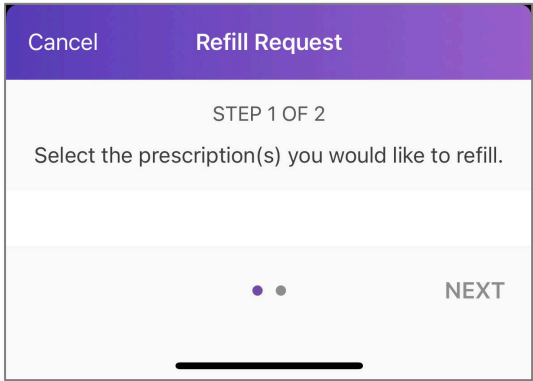 Cancel Refill Request
STEP 1 OF 2
Select the prescription(s) you would like to refill.
NEXT